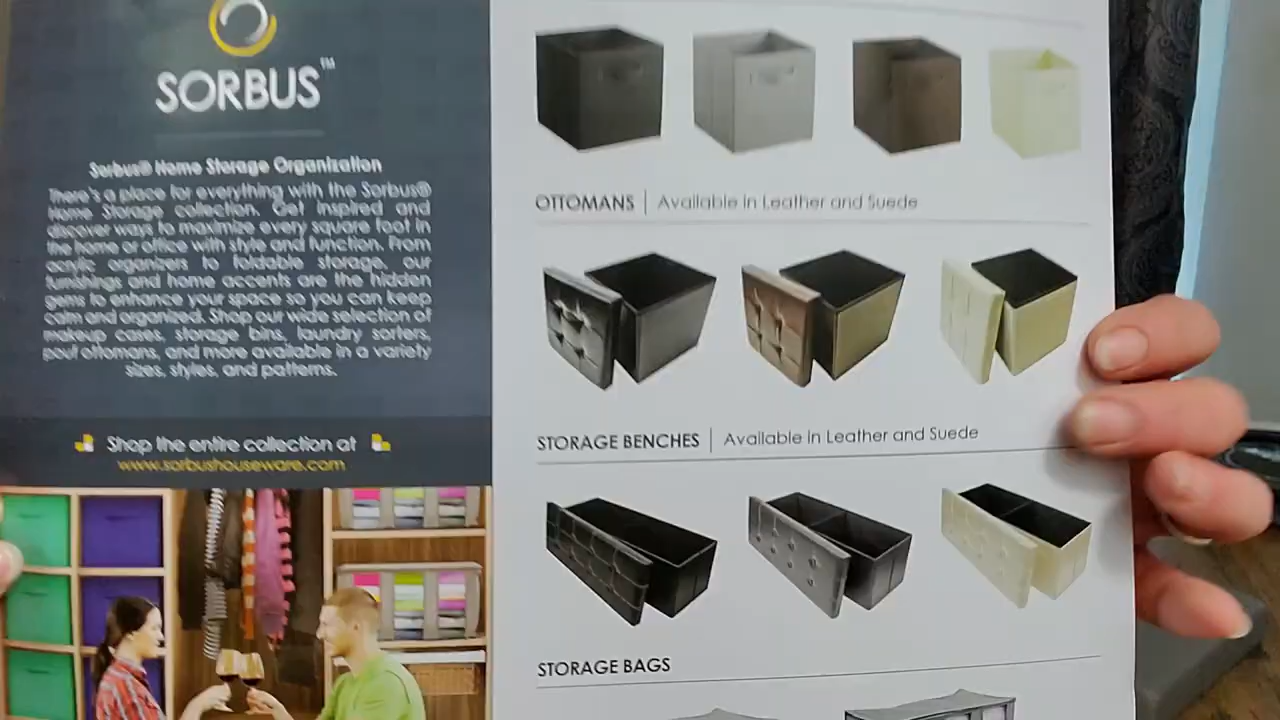 SORBUS™
Sorbus® Home Storage Organization
There's a place for everything with the Sorbus®
Home Storage collection. Get inspired and
discover ways to maximize every square foot in
the home or office with style and function. From
acrylic organizers to foldable storage, our
furnishings and home accents are the hidden
gems to enhance your space so you can keep
calm and organized. Shop our wide selection of
makeup cases, storage bins, laundry sorters,
pouf ottomans, and more available in a variety
sizes, styles, and patterns.
Shop the entire collection at
www.sorbushouseware.com
OTTOMANS | Available in Leather and Suede
STORAGE BENCHES | Available in Leather and Suede
STORAGE BAGS